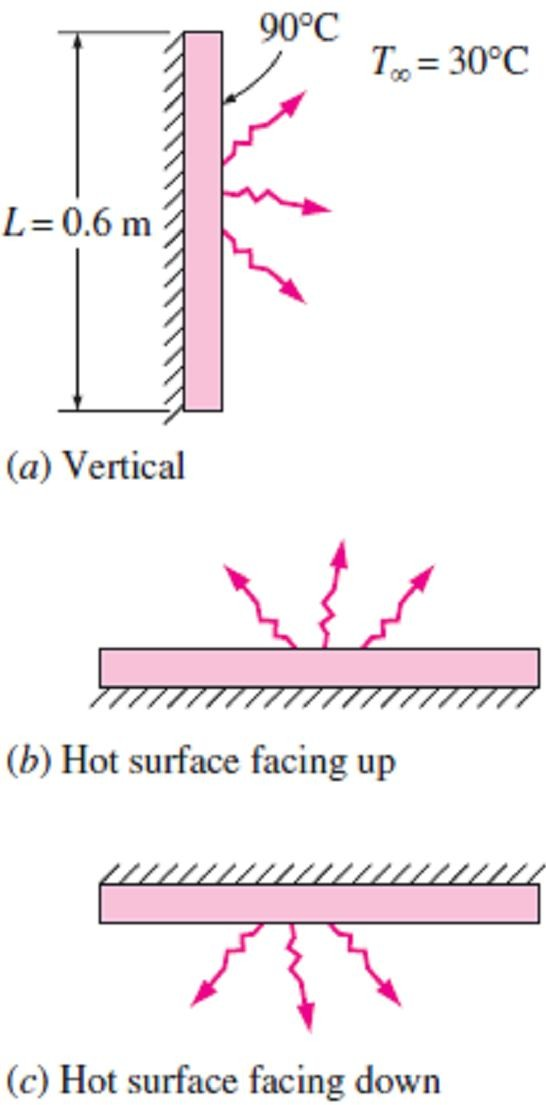 90°C
T∞ = 30°C
L = 0.6 m
(a) Vertical
(b) Hot surface facing up
(c) Hot surface facing down